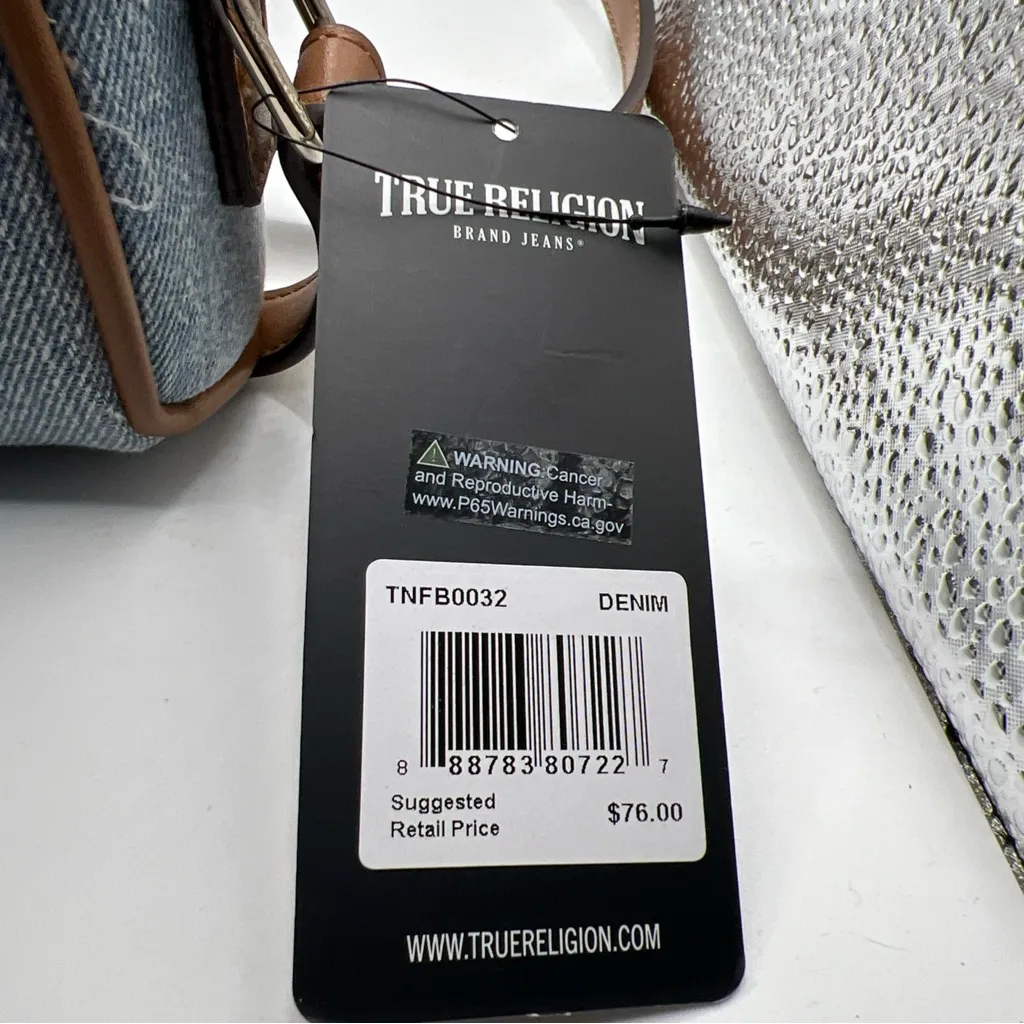 TRUE RELIGION
BRAND JEANS®
WARNING:Cancer
and Reproductive Harm-
www.P65Warnings.ca.gov
TNFB0032 DENIM
8 88783 80722 7
Suggested
Retail Price $76.00
WWW.TRUERELIGION.COM